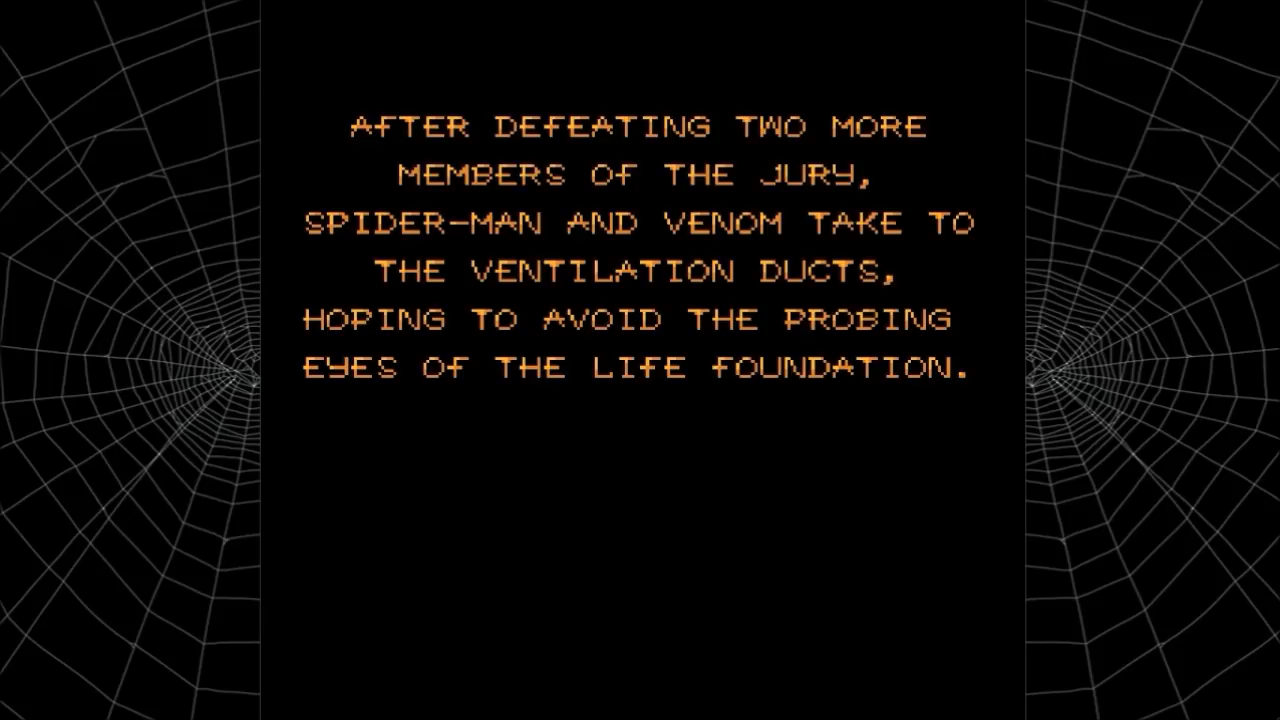 AFTER DEFEATING TWO MORE
MEMBERS OF THE JURY,
SPIDER-MAN AND VENOM TAKE TO
THE VENTILATION DUCTS,
HOPING TO AVOID THE PROBING
EYES OF THE LIFE FOUNDATION.